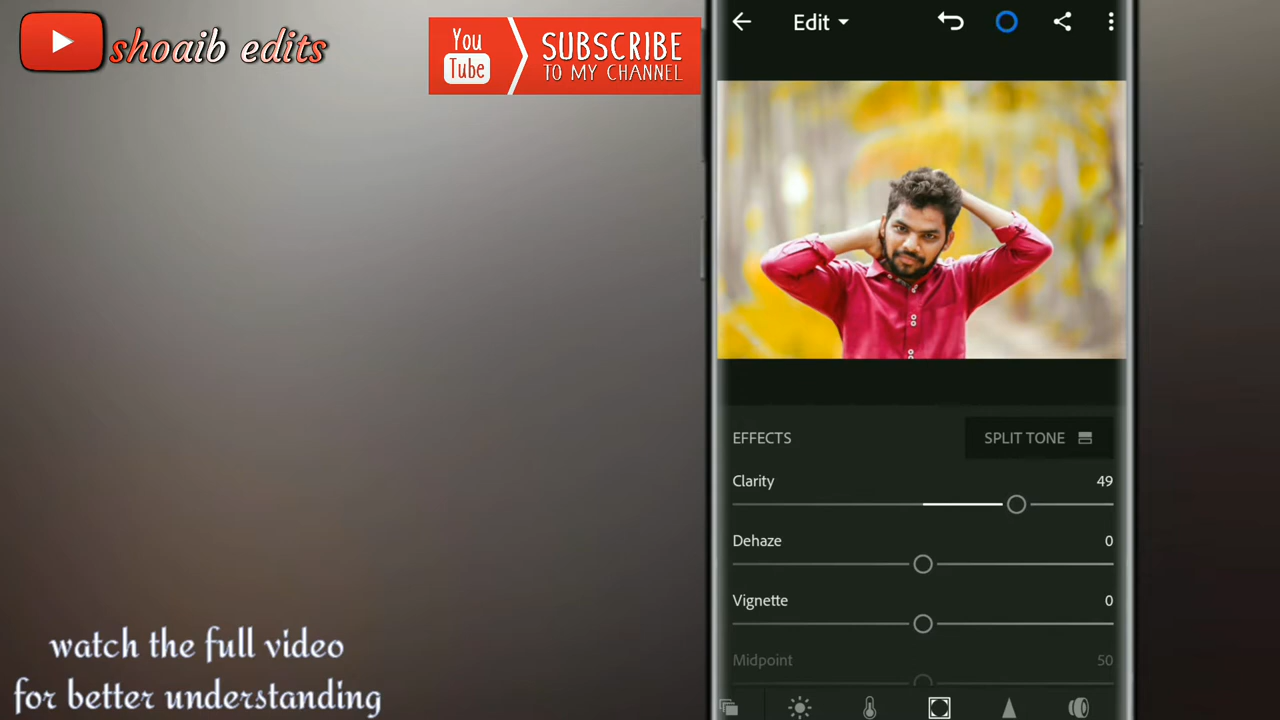 shoaib edits
You
Tube
SUBSCRIBE
TO MY CHANNEL
Edit
EFFECTS
SPLIT TONE
Clarity
49
Dehaze
0
Vignette
0
Midpoint
50
watch the full video
for better understanding